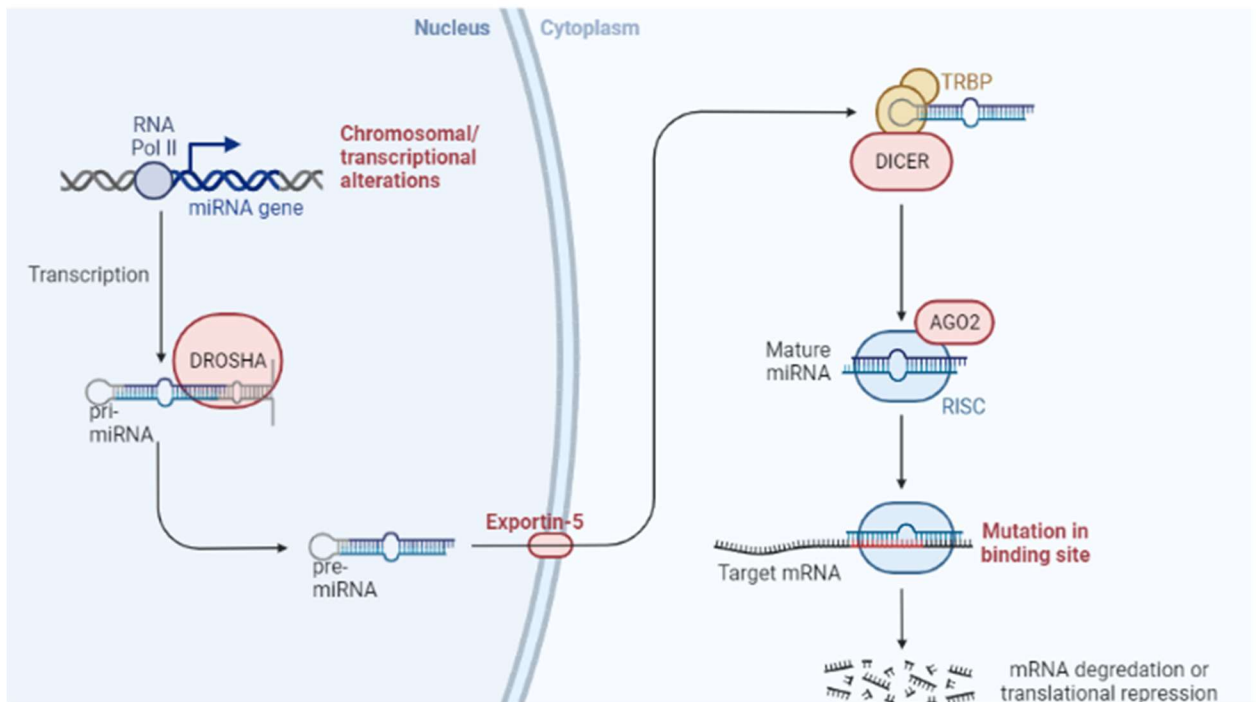 Nucleus
Cytoplasm
RNA
Pol II
miRNA gene
Chromosomal/
transcriptional
alterations
Transcription
DROSHA
pri-
miRNA
pre-
miRNA
Exportin-5
TRBP
DICER
AGO2
Mature
miRNA
RISC
Target mRNA
Mutation in
binding site
mRNA degredation or
translational repression